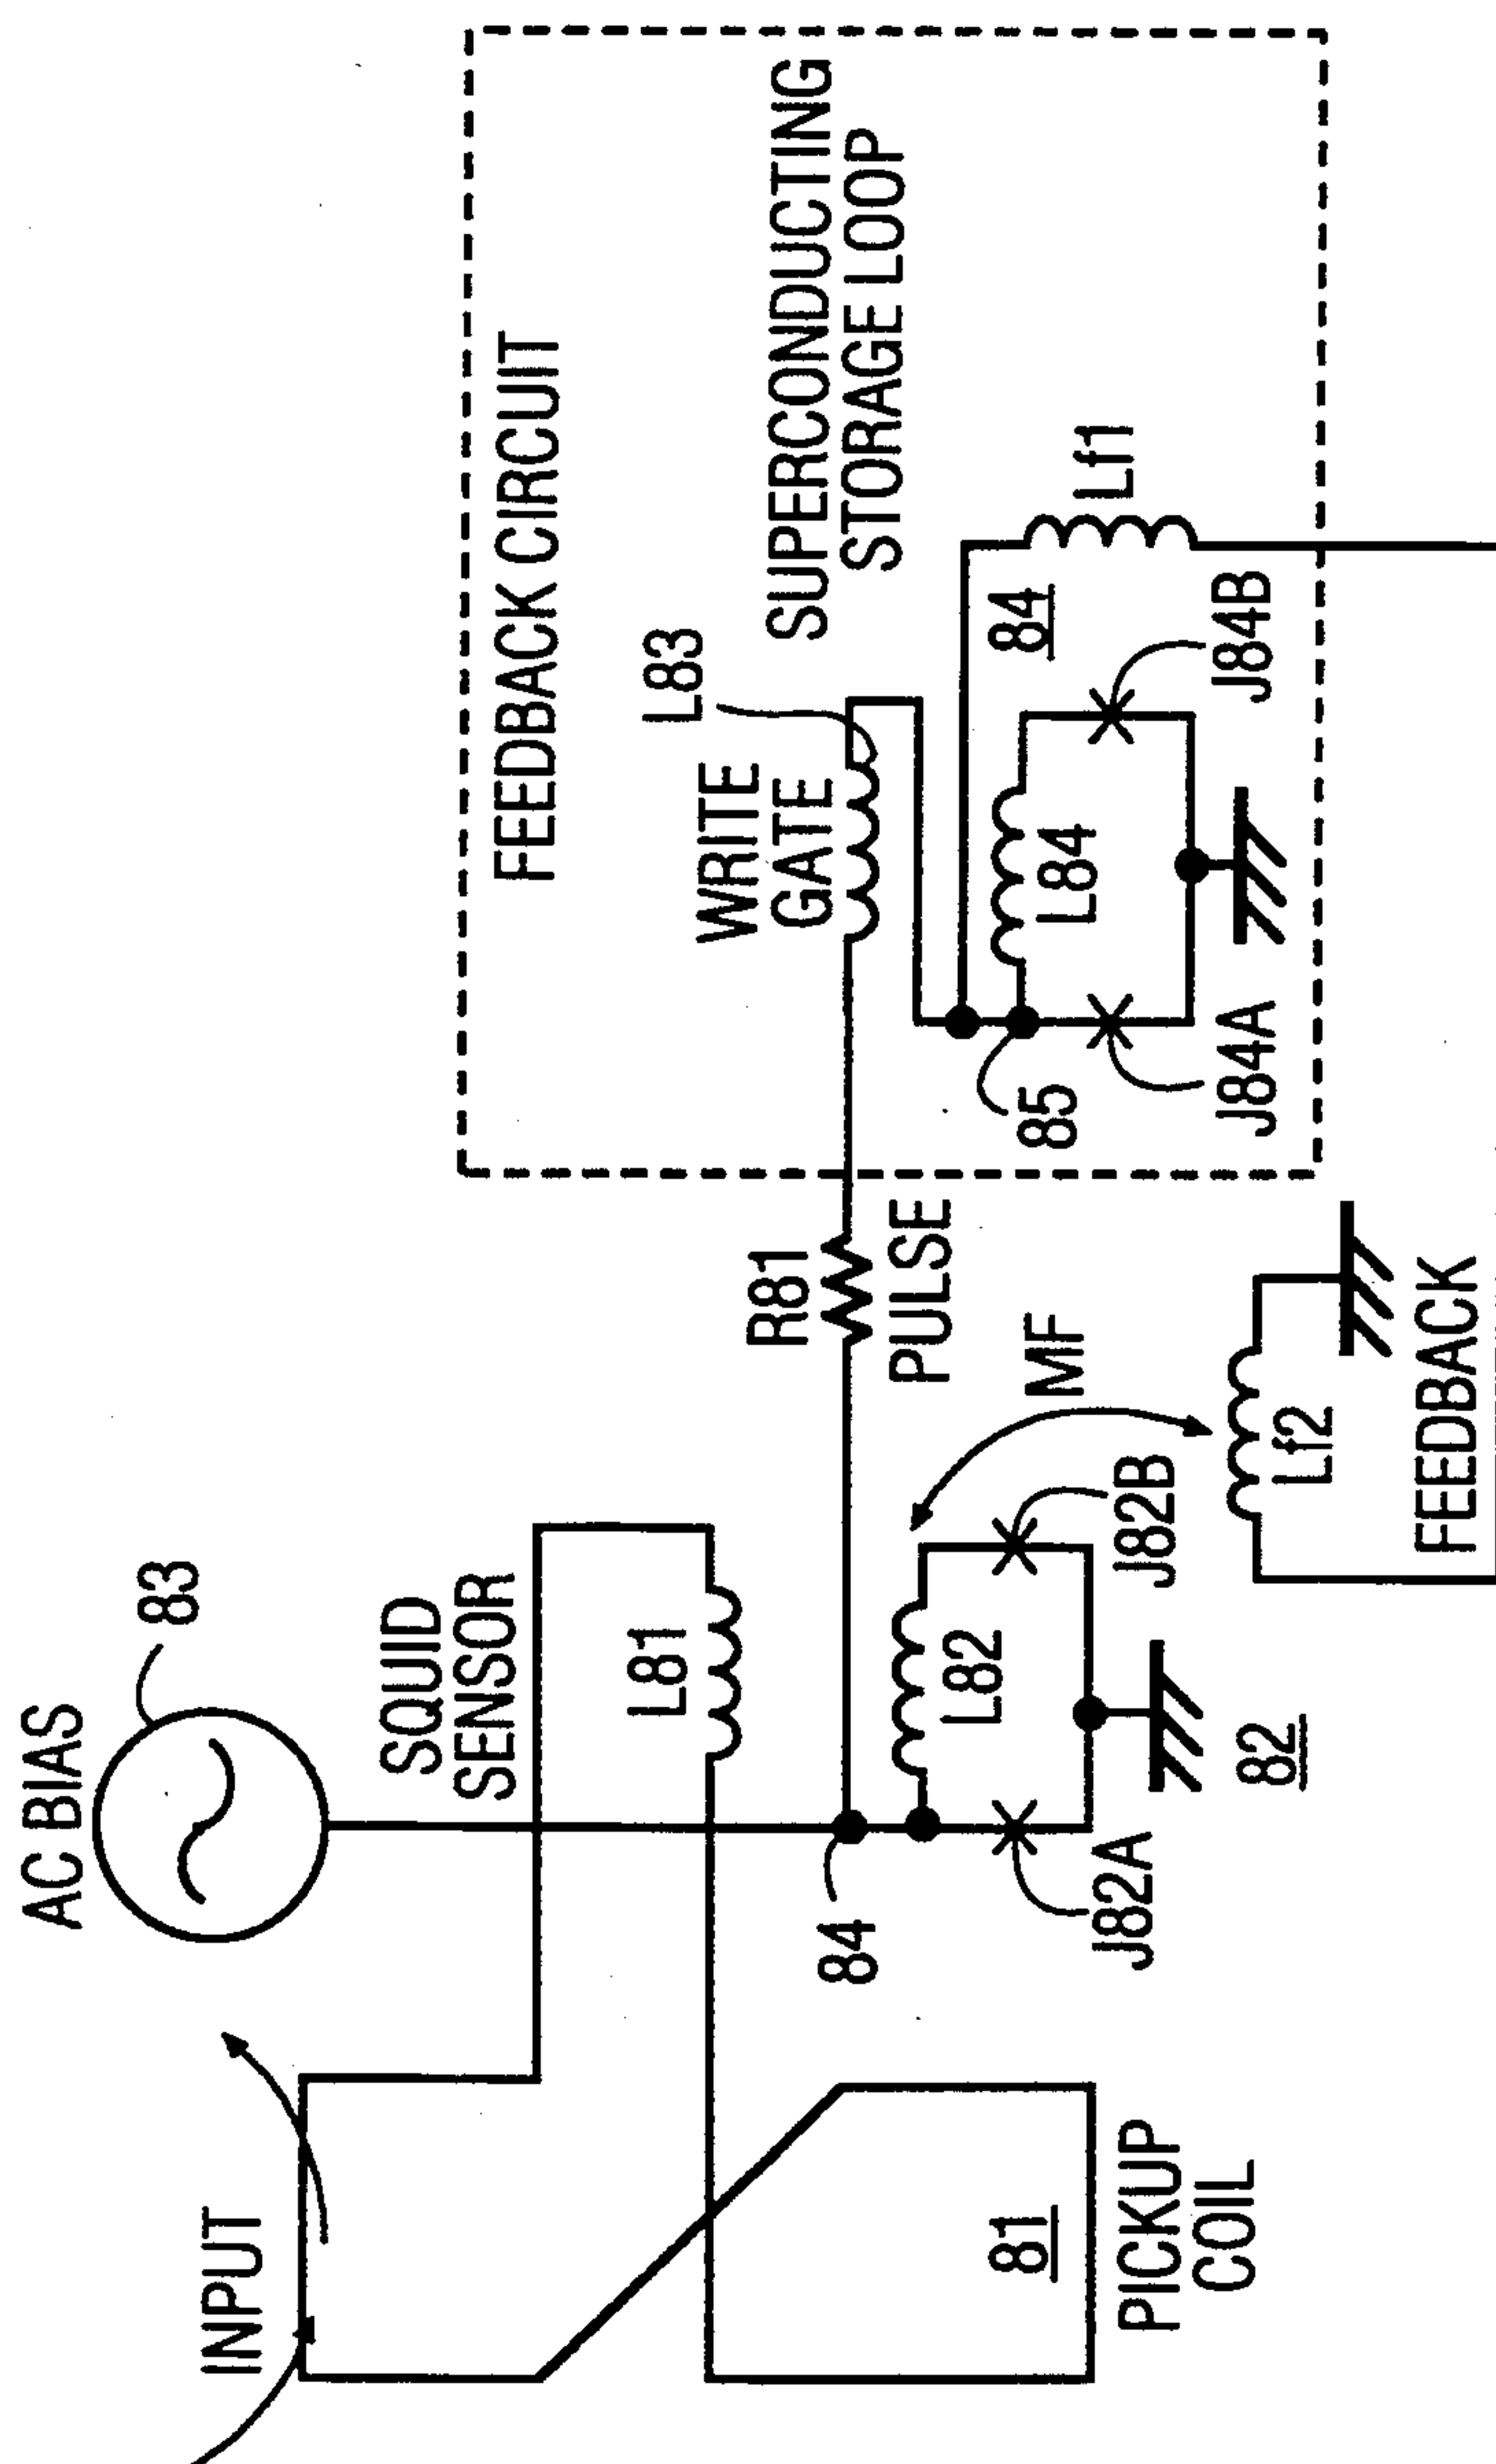 INPUT
81
PICKUP
COIL
AC BIAS
83
SQUID
SENSOR
L81
84
L82
J82A
J82B
82
R81
PULSE
MF
Lf2
FEEDBACK
FEEDBACK CIRCUIT
WRITE
GATE
L83
SUPERCONDUCTING
STORAGE LOOP
85
L84
84
Lf1
J84A
J84B